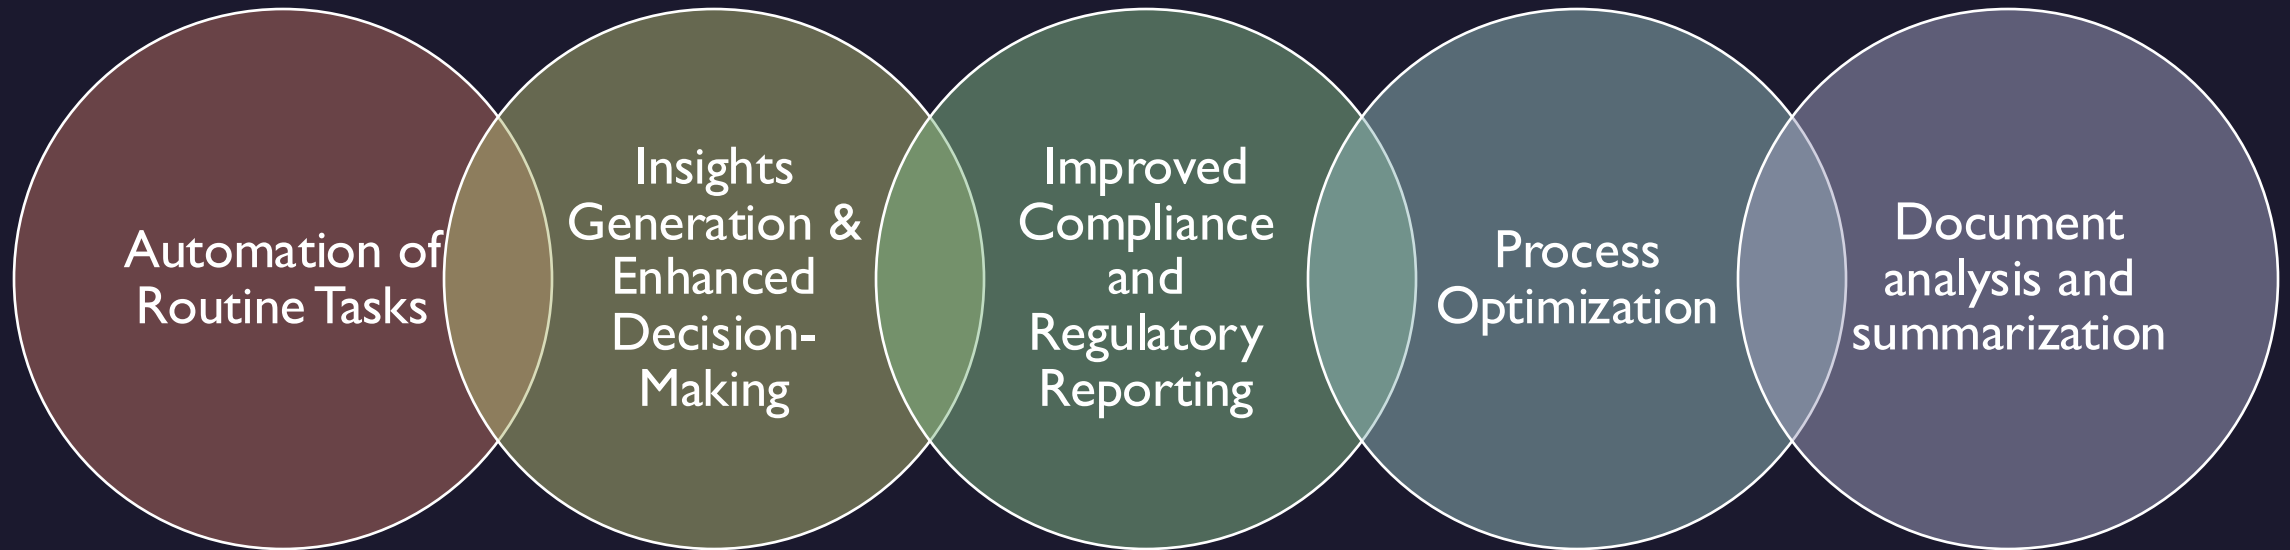 Automation of
Routine Tasks
Insights
Generation &
Enhanced
Decision-
Making
Improved
Compliance
and
Regulatory
Reporting
Process
Optimization
Document
analysis and
summarization